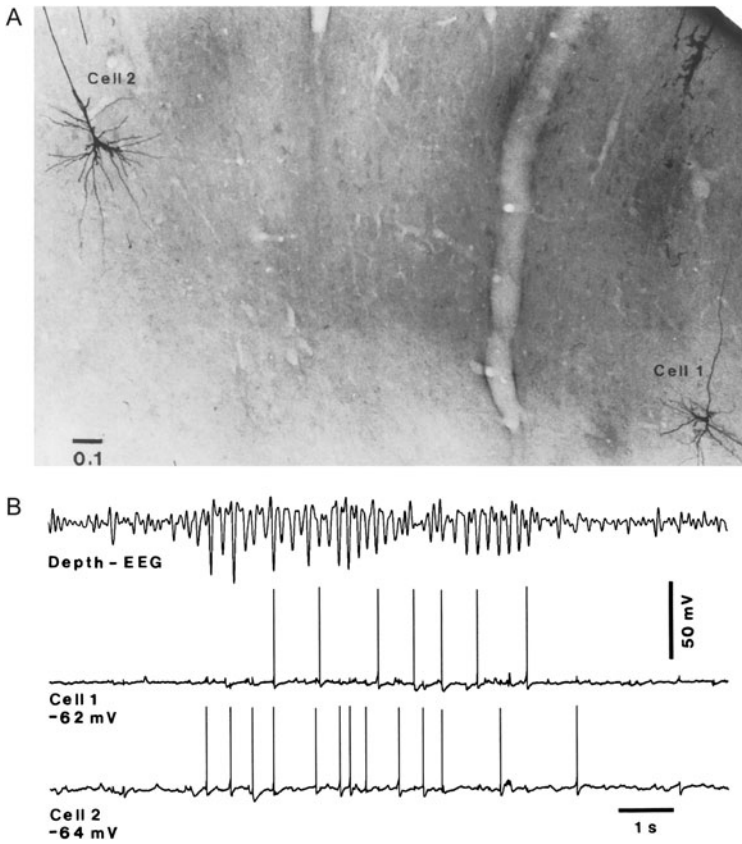 A
Cell 2
Cell 1
0.1
B
Depth - EEG
50 mV
Cell 1
-62 mV
Cell 2
-64 mV
1 s